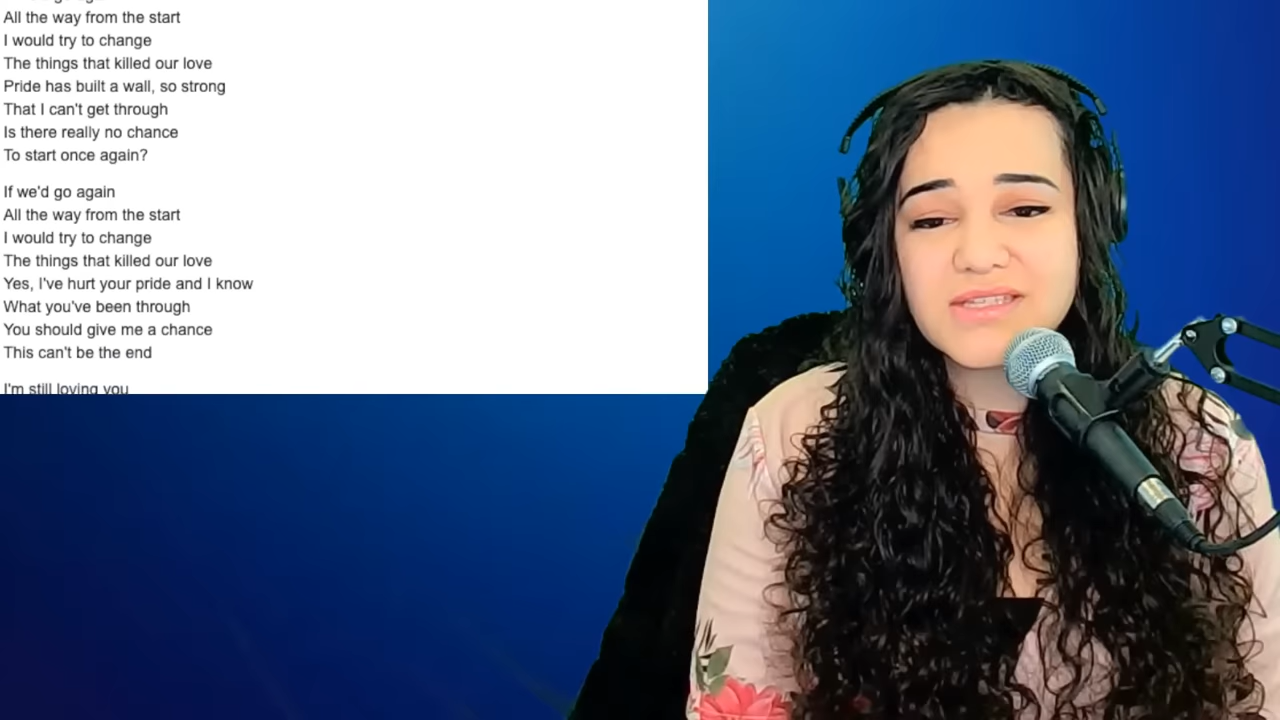 All the way from the start
I would try to change
The things that killed our love
Pride has built a wall, so strong
That I can't get through
Is there really no chance
To start once again?
If we'd go again
All the way from the start
I would try to change
The things that killed our love
Yes, I've hurt your pride and I know
What you've been through
You should give me a chance
This can't be the end
I'm still loving you